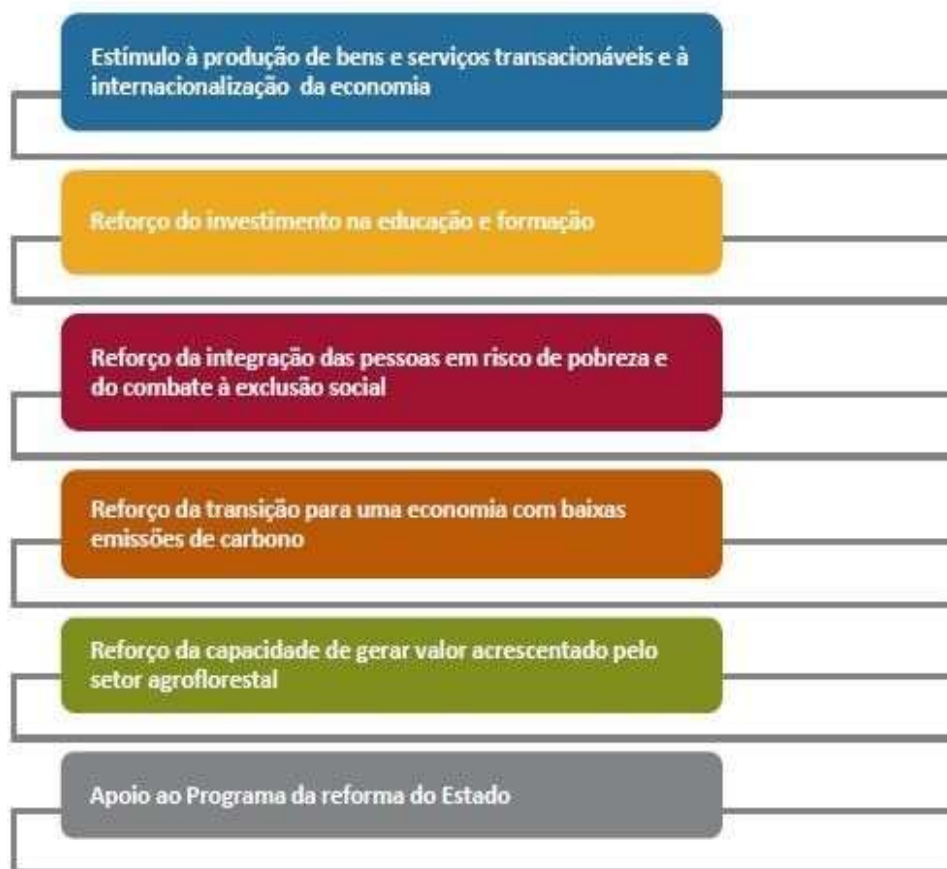 Estímulo à produção de bens e serviços transacionáveis e à
internacionalização da economia
Reforço do investimento na educação e formação
Reforço da integração das pessoas em risco de pobreza e
do combate à exclusão social
Reforço da transição para uma economia com baixas
emissões de carbono
Reforço da capacidade de gerar valor acrescentado pelo
setor agroflorestal
Apoio ao Programa da reforma do Estado